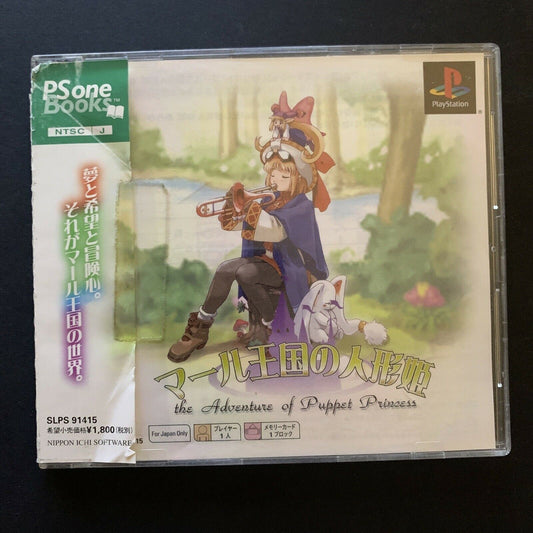 PS one
Books™
NTSC J
夢と希望と冒険心。
それがマール王国の世界。
SLPS 91415
希望小売価格¥1,800(税別)
NIPPON ICHI SOFTWARE
15
PlayStation
マール王国の人形姫
the Adventure of Puppet Princess
For Japan Only
プレイヤー
1人
メモリーカード
1ブロック